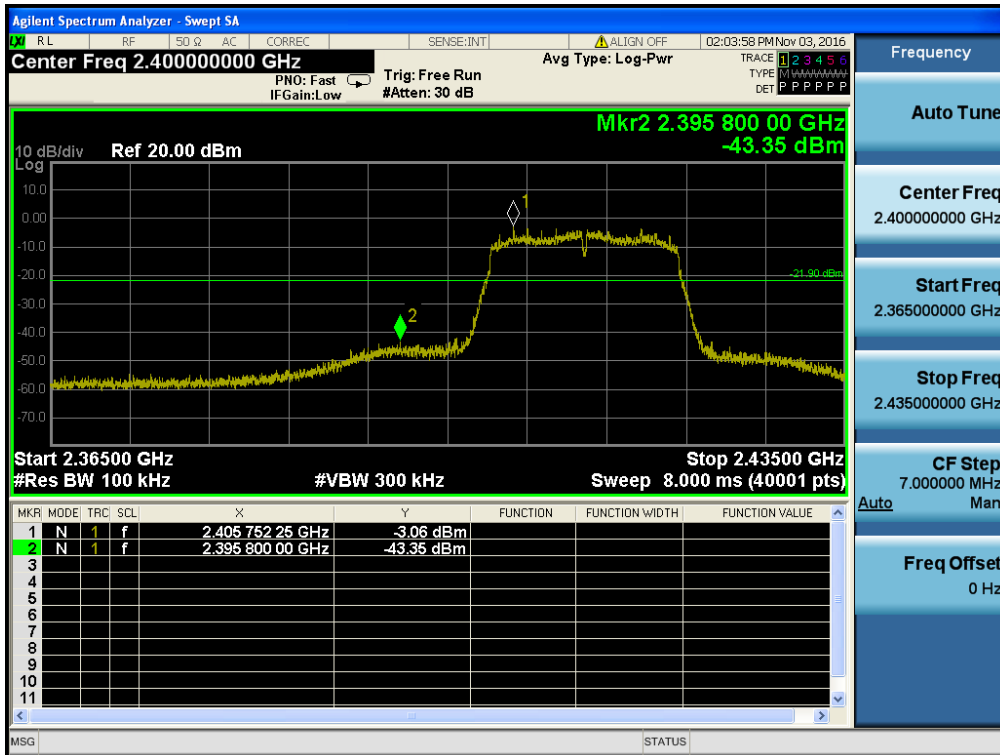 Agilent Spectrum Analyzer - Swept SA
LXI RL RF 50 Ω AC CORREC SENSE:INT ALIGN OFF 02:03:58 PM Nov 03, 2016
Center Freq 2.400000000 GHz
PNO: Fast
IFGain:Low
Trig: Free Run
#Atten: 30 dB
Avg Type: Log-Pwr
TRACE 1 2 3 4 5 6
TYPE M
DET P P P P P P
Mkr2 2.395 800 00 GHz
-43.35 dBm
10 dB/div Ref 20.00 dBm
Log
10.0
0.00
-10.0
-20.0
-30.0
-40.0
-50.0
-60.0
-70.0
1
2
-21.90 dBm
Start 2.36500 GHz Stop 2.43500 GHz
#Res BW 100 kHz #VBW 300 kHz Sweep 8.000 ms (40001 pts)
MKR MODE TRC SCL X Y FUNCTION FUNCTION WIDTH FUNCTION VALUE
1 N 1 f 2.405 752 25 GHz -3.06 dBm
2 N 1 f 2.395 800 00 GHz -43.35 dBm
3
4
5
6
7
8
9
10
11
MSG STATUS
Frequency
Auto Tune
Center Freq
2.400000000 GHz
Start Freq
2.365000000 GHz
Stop Freq
2.435000000 GHz
CF Step
7.000000 MHz
Auto Man
Freq Offset
0 Hz